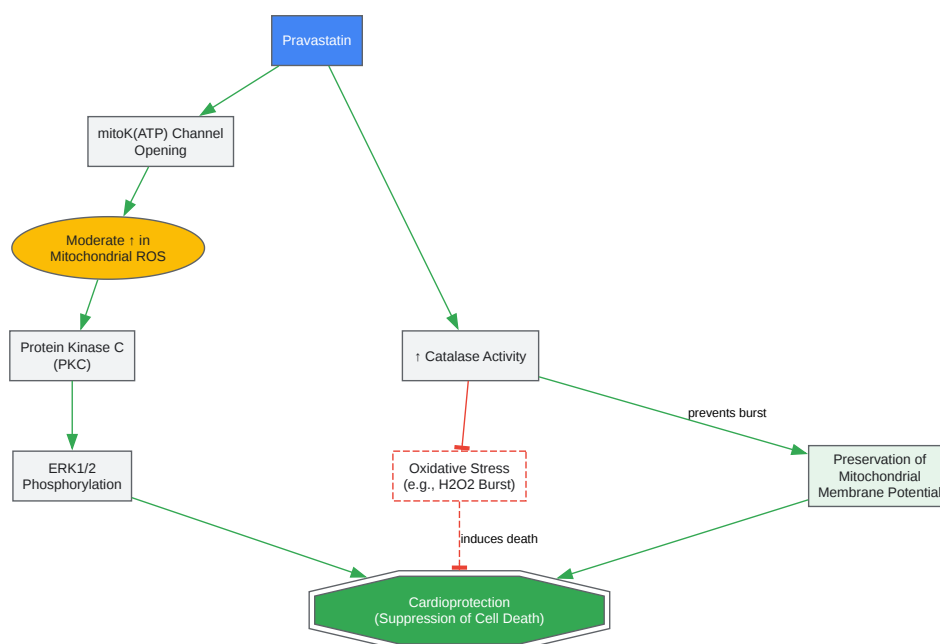 Pravastatin
mitoK(ATP) Channel
Opening
Moderate ↑ in
Mitochondrial ROS
Protein Kinase C
(PKC)
↑ Catalase Activity
prevents burst
ERK1/2
Phosphorylation
Oxidative Stress
(e.g., H2O2 Burst)
Preservation of
Mitochondrial
Membrane Potential
induces death
Cardioprotection
(Suppression of Cell Death)